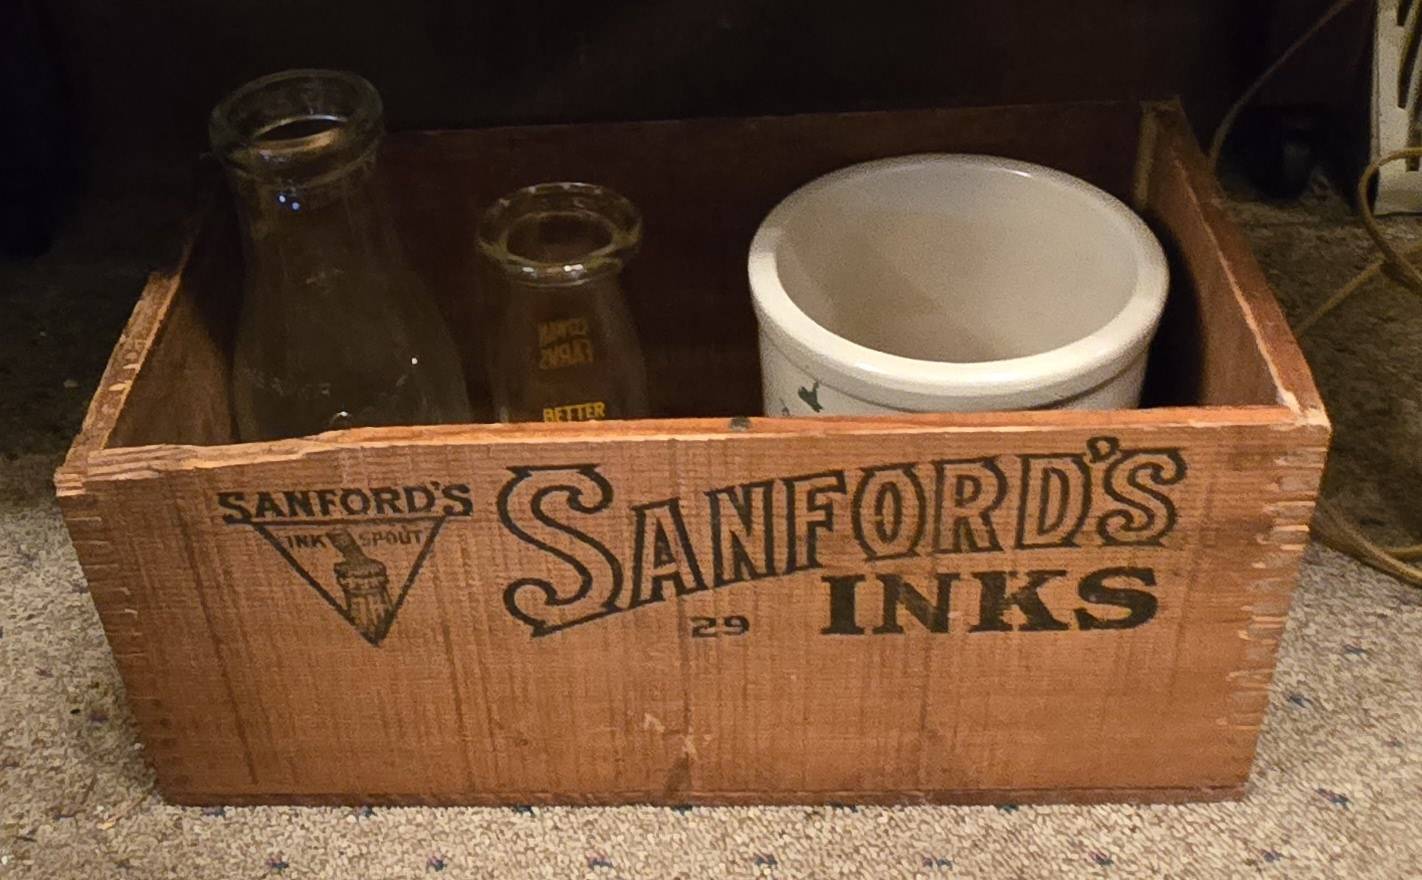 BETTER
SANFORD'S
INK SPOUT
SANFORD'S
29
INKS